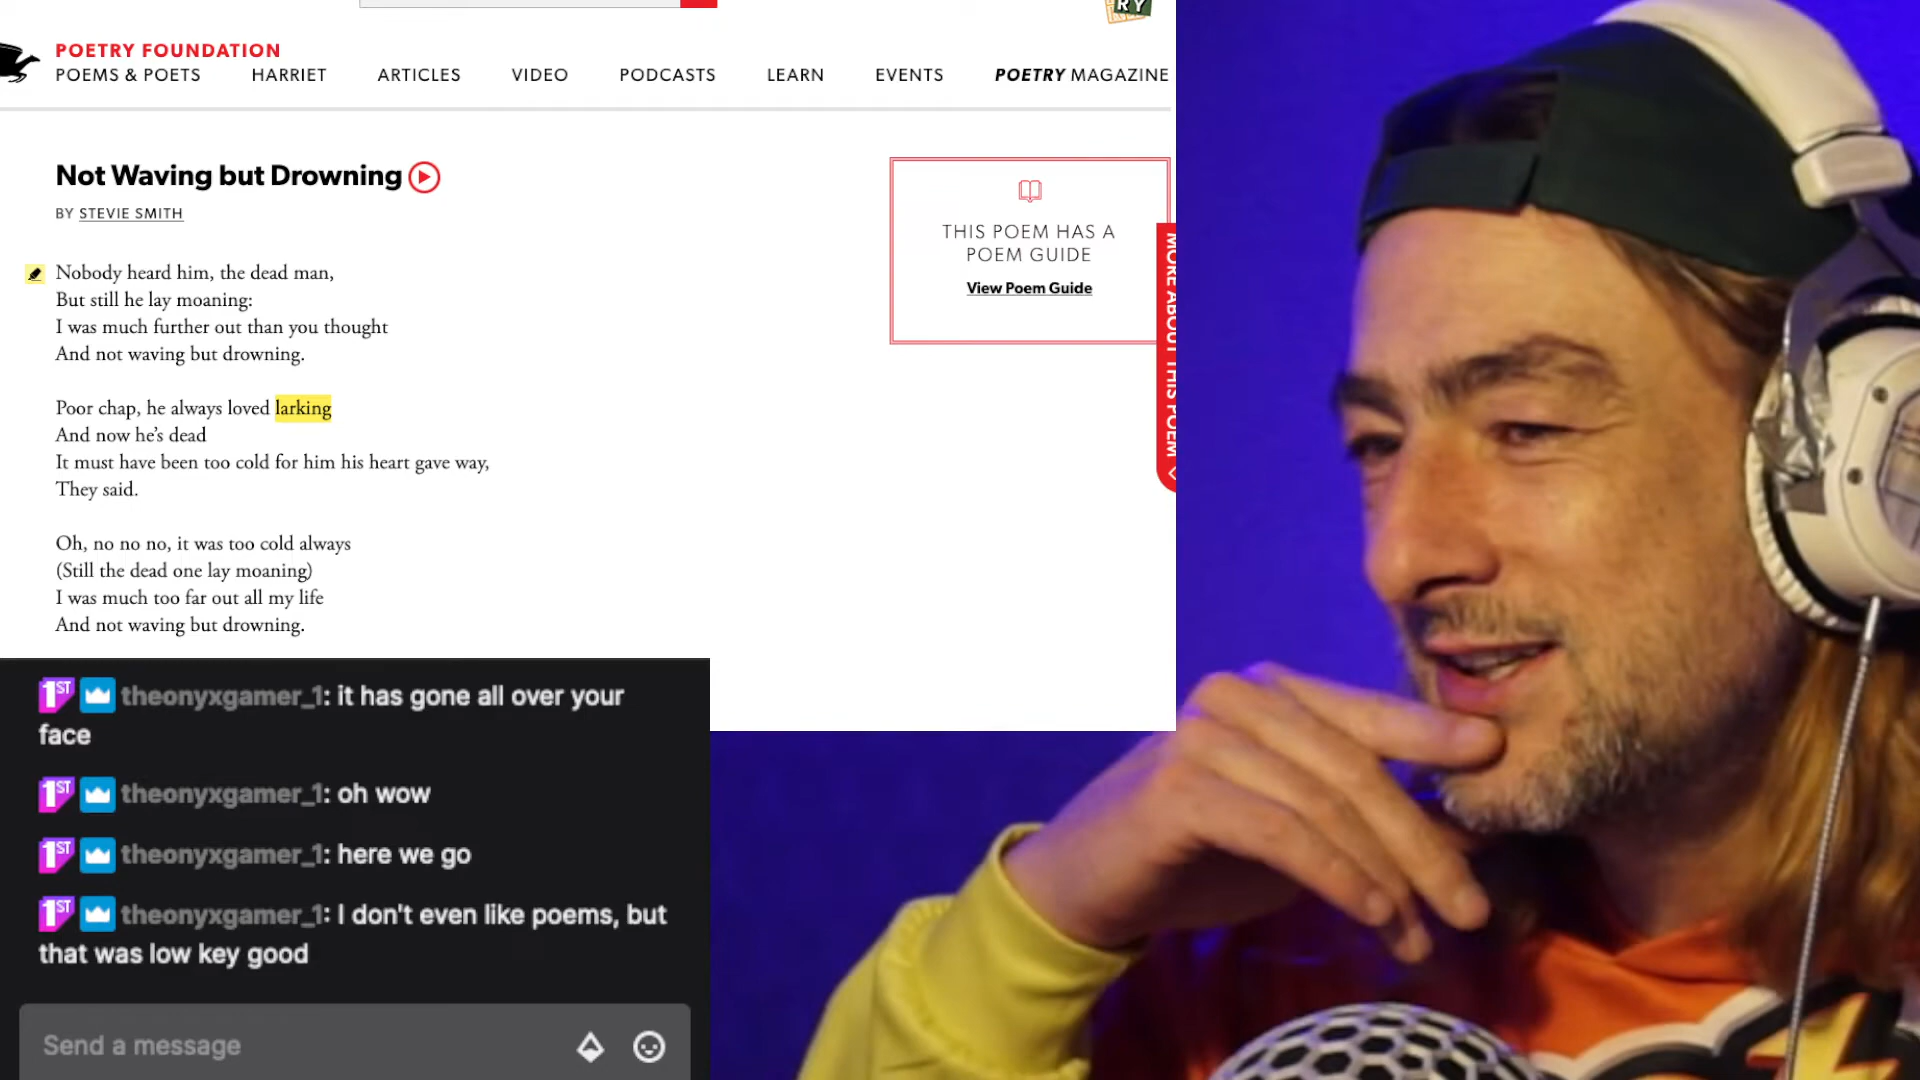 RY
POETRY FOUNDATION
POEMS & POETS HARRIET ARTICLES VIDEO PODCASTS LEARN EVENTS POETRY MAGAZINE
Not Waving but Drowning
BY STEVIE SMITH
Nobody heard him, the dead man,
But still he lay moaning:
I was much further out than you thought
And not waving but drowning.
Poor chap, he always loved larking
And now he’s dead
It must have been too cold for him his heart gave way,
They said.
Oh, no no no, it was too cold always
(Still the dead one lay moaning)
I was much too far out all my life
And not waving but drowning.
THIS POEM HAS A
POEM GUIDE
View Poem Guide
MORE ABOUT THIS POEM
1ST theonyxgamer_1: it has gone all over your
face
1ST theonyxgamer_1: oh wow
1ST theonyxgamer_1: here we go
1ST theonyxgamer_1: I don't even like poems, but
that was low key good
Send a message